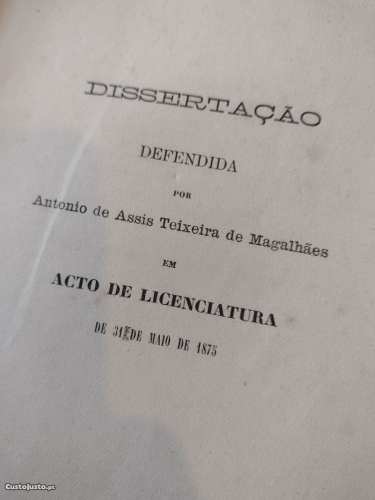 DISSERTAÇÃO
DEFENDIDA
POR
Antonio de Assis Teixeira de Magalhães
EM
ACTO DE LICENCIATURA
DE 31 DE MAIO DE 1875
CustoJusto.pt